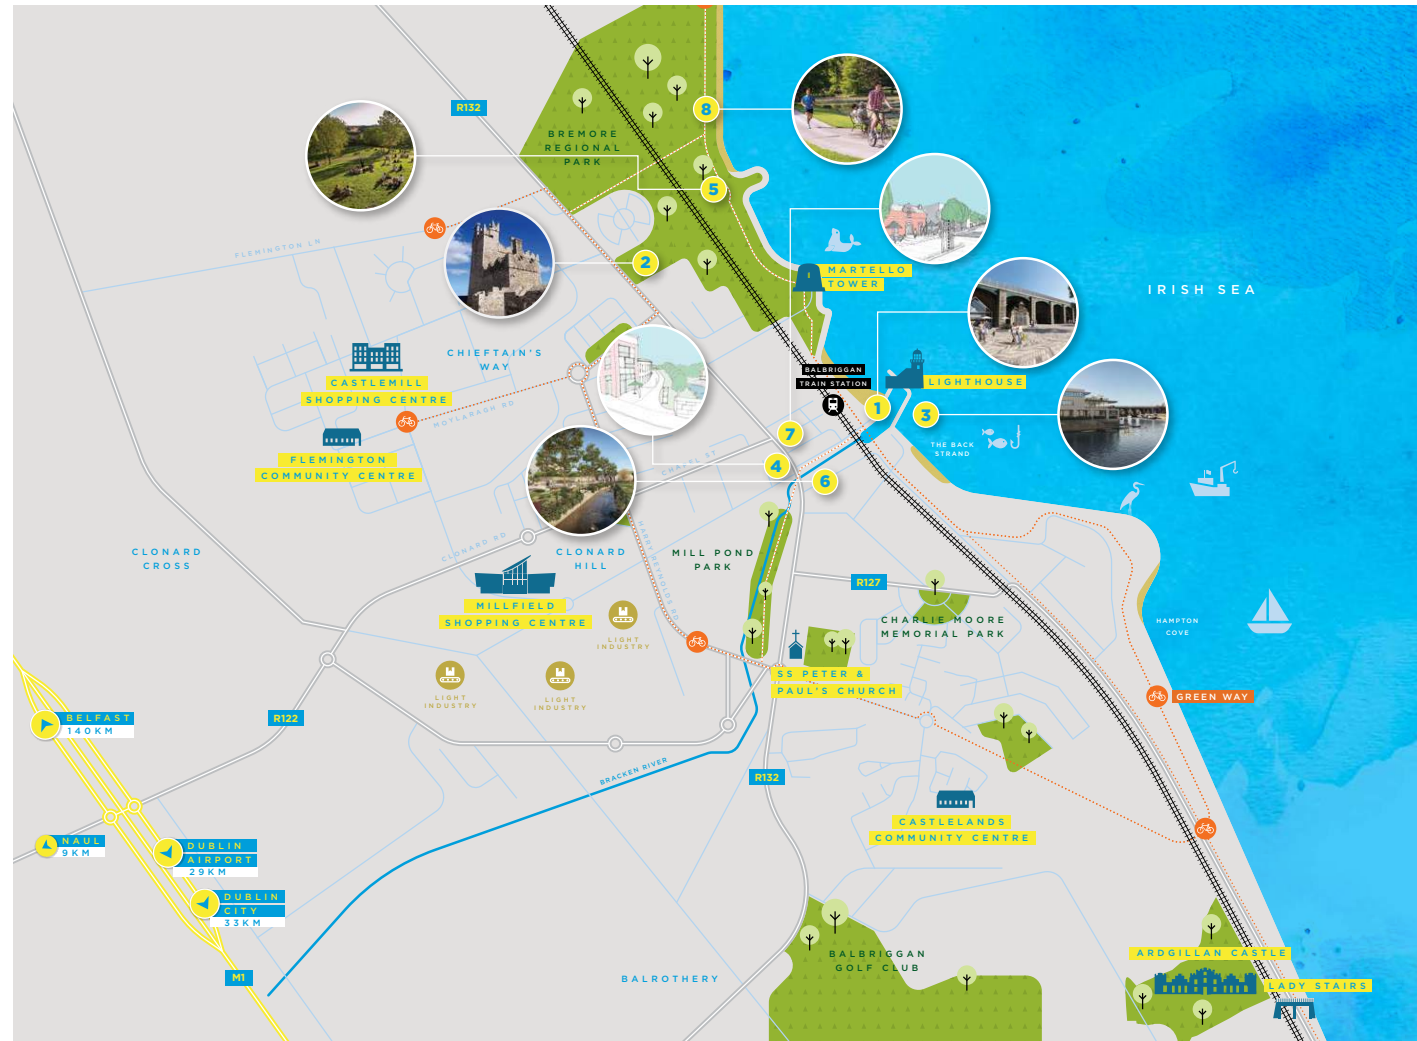 R132
8
BREMORE
REGIONAL
PARK
5
FLEMINGTON LN
2
MARTELLO
TOWER
IRISH SEA
CHIEFTAIN'S
WAY
CASTLEMILL
SHOPPING CENTRE
MOYLARAGH RD
BALBRIGGAN
TRAIN STATION
LIGHTHOUSE
1
3
7
THE BACK
STRAND
FLEMINGTON
COMMUNITY CENTRE
CHAPEL ST
4
6
CLONARD
CROSS
CLONARD RD
CLONARD
HILL
HARRY REYNOLDS RD
MILL POND
PARK
R127
MILLFIELD
SHOPPING CENTRE
CHARLIE MOORE
MEMORIAL PARK
HAMPTON
COVE
LIGHT
INDUSTRY
LIGHT
INDUSTRY
LIGHT
INDUSTRY
SS PETER &
PAUL'S CHURCH
GREEN WAY
BELFAST
140KM
R122
BRACKEN RIVER
R132
CASTLELANDS
COMMUNITY CENTRE
NAUL
9KM
DUBLIN
AIRPORT
29KM
DUBLIN
CITY
33KM
M1
BALROTHERY
BALBRIGGAN
GOLF CLUB
ARDGILLAN CASTLE
LADY STAIRS